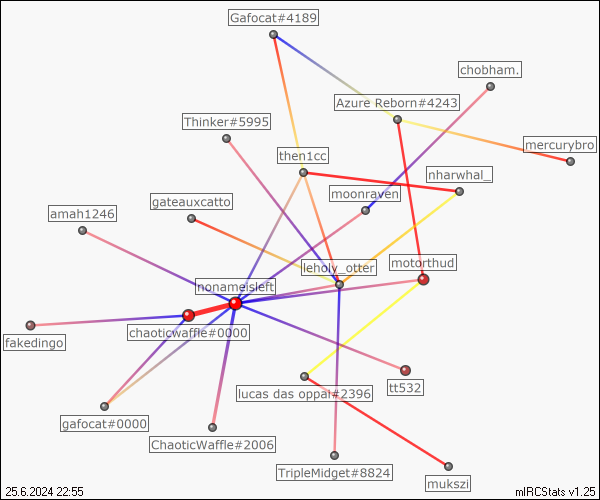 Gafocat#4189
chobham.
Azure Reborn#4243
Thinker#5995
mercurybro
then1cc
nharwhal_
moonraven
gateauxcatto
amah1246
leholy_otter
motorthud
nonameisleft
chaoticwaffle#0000
fakedingo
tt532
lucas das oppai#2396
gafocat#0000
ChaoticWaffle#2006
TripleMidget#8824
mukszi
25.6.2024 22:55
mIRCStats v1.25